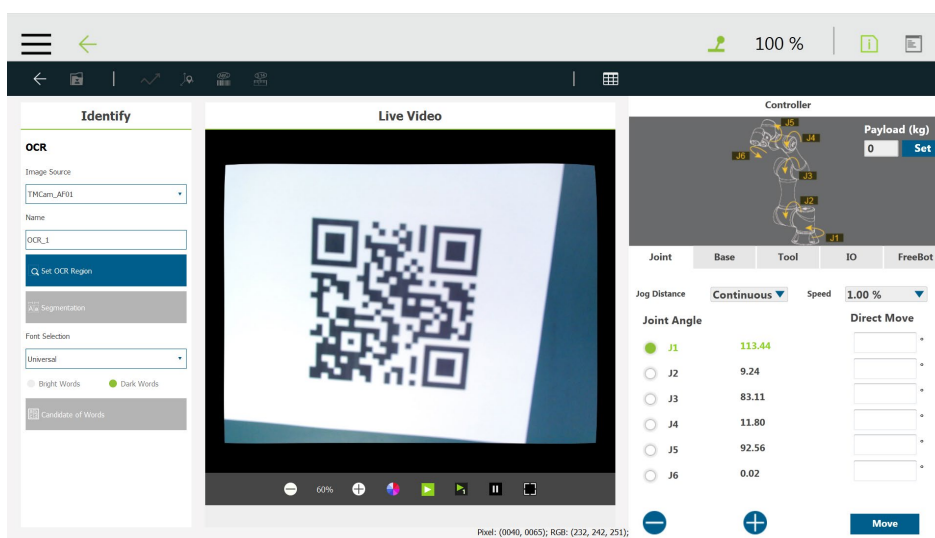 100 %
Identify
OCR
Image Source
TMCam_AF01
Name
OCR_1
Set OCR Region
Segmentation
Font Selection
Universal
Bright Words Dark Words
Candidate of Words
Live Video
60%
Pixel: (0040, 0065); RGB: (232, 242, 251);
Controller
J5
J4
J6
J3
J2
J1
Payload (kg)
0 Set
Joint Base Tool IO FreeBot
Jog Distance Continuous Speed 1.00 %
Joint Angle Direct Move
J1 113.44 °
J2 9.24 °
J3 83.11 °
J4 11.80 °
J5 92.56 °
J6 0.02 °
Move